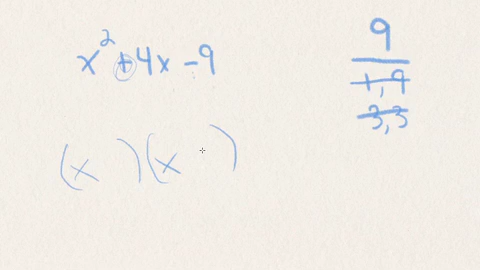 x² + 4x - 9
(x )(x )
9
1, 9
3, 3